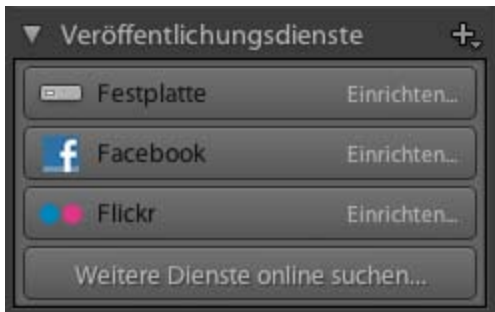 Veröffentlichungsdienste
Festplatte Einrichten...
Facebook Einrichten...
Flickr Einrichten...
Weitere Dienste online suchen...